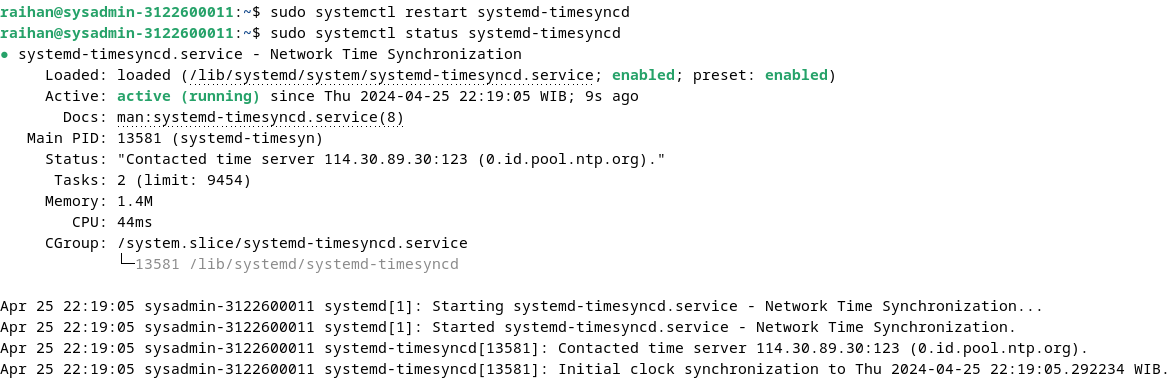 raihan@sysadmin-3122600011:~$ sudo systemctl restart systemd-timesyncd
raihan@sysadmin-3122600011:~$ sudo systemctl status systemd-timesyncd
● systemd-timesyncd.service - Network Time Synchronization
     Loaded: loaded (/lib/systemd/system/systemd-timesyncd.service; enabled; preset: enabled)
     Active: active (running) since Thu 2024-04-25 22:19:05 WIB; 9s ago
       Docs: man:systemd-timesyncd.service(8)
   Main PID: 13581 (systemd-timesyn)
     Status: "Contacted time server 114.30.89.30:123 (0.id.pool.ntp.org)."
      Tasks: 2 (limit: 9454)
     Memory: 1.4M
        CPU: 44ms
     CGroup: /system.slice/systemd-timesyncd.service
             └─13581 /lib/systemd/systemd-timesyncd

Apr 25 22:19:05 sysadmin-3122600011 systemd[1]: Starting systemd-timesyncd.service - Network Time Synchronization...
Apr 25 22:19:05 sysadmin-3122600011 systemd[1]: Started systemd-timesyncd.service - Network Time Synchronization.
Apr 25 22:19:05 sysadmin-3122600011 systemd-timesyncd[13581]: Contacted time server 114.30.89.30:123 (0.id.pool.ntp.org).
Apr 25 22:19:05 sysadmin-3122600011 systemd-timesyncd[13581]: Initial clock synchronization to Thu 2024-04-25 22:19:05.292234 WIB.